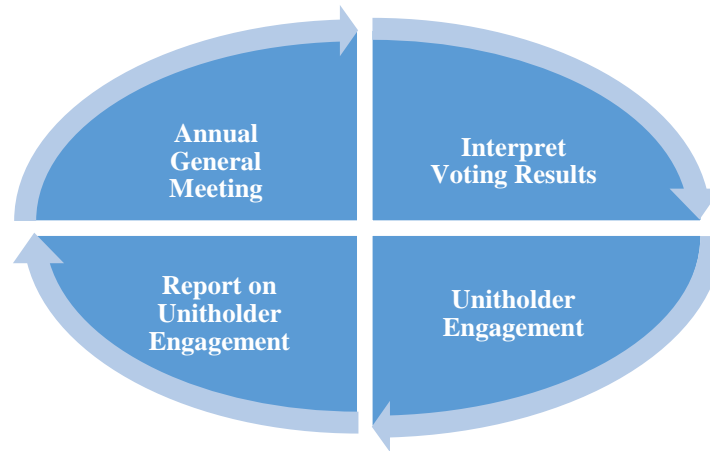 Annual
General
Meeting
Interpret
Voting Results
Report on
Unitholder
Engagement
Unitholder
Engagement